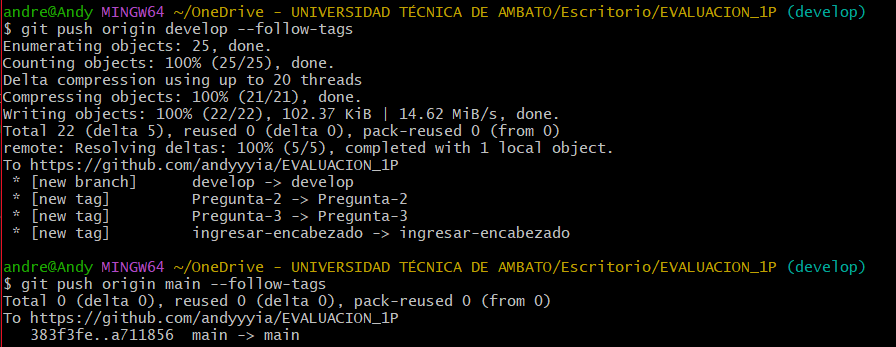 andre@Andy MINGW64 ~/OneDrive - UNIVERSIDAD TÉCNICA DE AMBATO/Escritorio/EVALUACION_1P (develop)
$ git push origin develop --follow-tags
Enumerating objects: 25, done.
Counting objects: 100% (25/25), done.
Delta compression using up to 20 threads
Compressing objects: 100% (21/21), done.
Writing objects: 100% (22/22), 102.37 KiB | 14.62 MiB/s, done.
Total 22 (delta 5), reused 0 (delta 0), pack-reused 0 (from 0)
remote: Resolving deltas: 100% (5/5), completed with 1 local object.
To https://github.com/andyyyia/EVALUACION_1P
 * [new branch]      develop -> develop
 * [new tag]         Pregunta-2 -> Pregunta-2
 * [new tag]         Pregunta-3 -> Pregunta-3
 * [new tag]         ingresar-encabezado -> ingresar-encabezado

andre@Andy MINGW64 ~/OneDrive - UNIVERSIDAD TÉCNICA DE AMBATO/Escritorio/EVALUACION_1P (develop)
$ git push origin main --follow-tags
Total 0 (delta 0), reused 0 (delta 0), pack-reused 0 (from 0)
To https://github.com/andyyyia/EVALUACION_1P
   383f3fe..a711856  main -> main